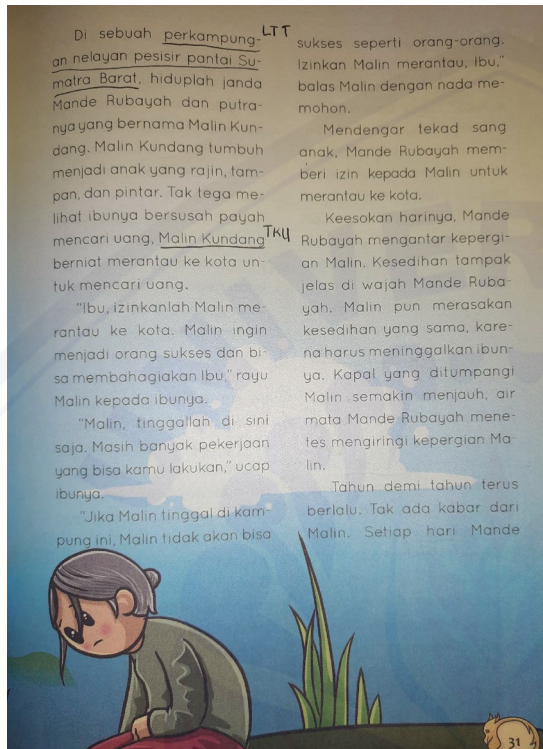 Di sebuah perkampung-
LTT
an nelayan pesisir pantai Su-
matra Barat, hiduplah janda
Mande Rubayah dan putra-
nya yang bernama Malin Kun-
dang. Malin Kundang tumbuh
menjadi anak yang rajin, tam-
pan, dan pintar. Tak tega me-
lihat ibunya bersusah payah
mencari uang, Malin Kundang
TKU
berniat merantau ke kota un-
tuk mencari uang.
"Ibu, izinkanlah Malin me-
rantau ke kota. Malin ingin
menjadi orang sukses dan bi-
sa membahagiakan Ibu," rayu
Malin kepada ibunya.
"Malin, tinggallah di sini
saja. Masih banyak pekerjaan
yang bisa kamu lakukan," ucap
ibunya.
"Jika Malin tinggal di kam-
pung ini, Malin tidak akan bisa
sukses seperti orang-orang.
Izinkan Malin merantau, Ibu,"
balas Malin dengan nada me-
mohon.
Mendengar tekad sang
anak, Mande Rubayah mem-
beri izin kepada Malin untuk
merantau ke kota.
Keesokan harinya, Mande
Rubayah mengantar kepergi-
an Malin. Kesedihan tampak
jelas di wajah Mande Ruba-
yah. Malin pun merasakan
kesedihan yang sama, kare-
na harus meninggalkan ibun-
ya. Kapal yang ditumpangi
Malin semakin menjauh, air
mata Mande Rubayah mene-
tes mengiringi kepergian Ma-
lin.
Tahun demi tahun terus
berlalu. Tak ada kabar dari
Malin. Setiap hari Mande
31